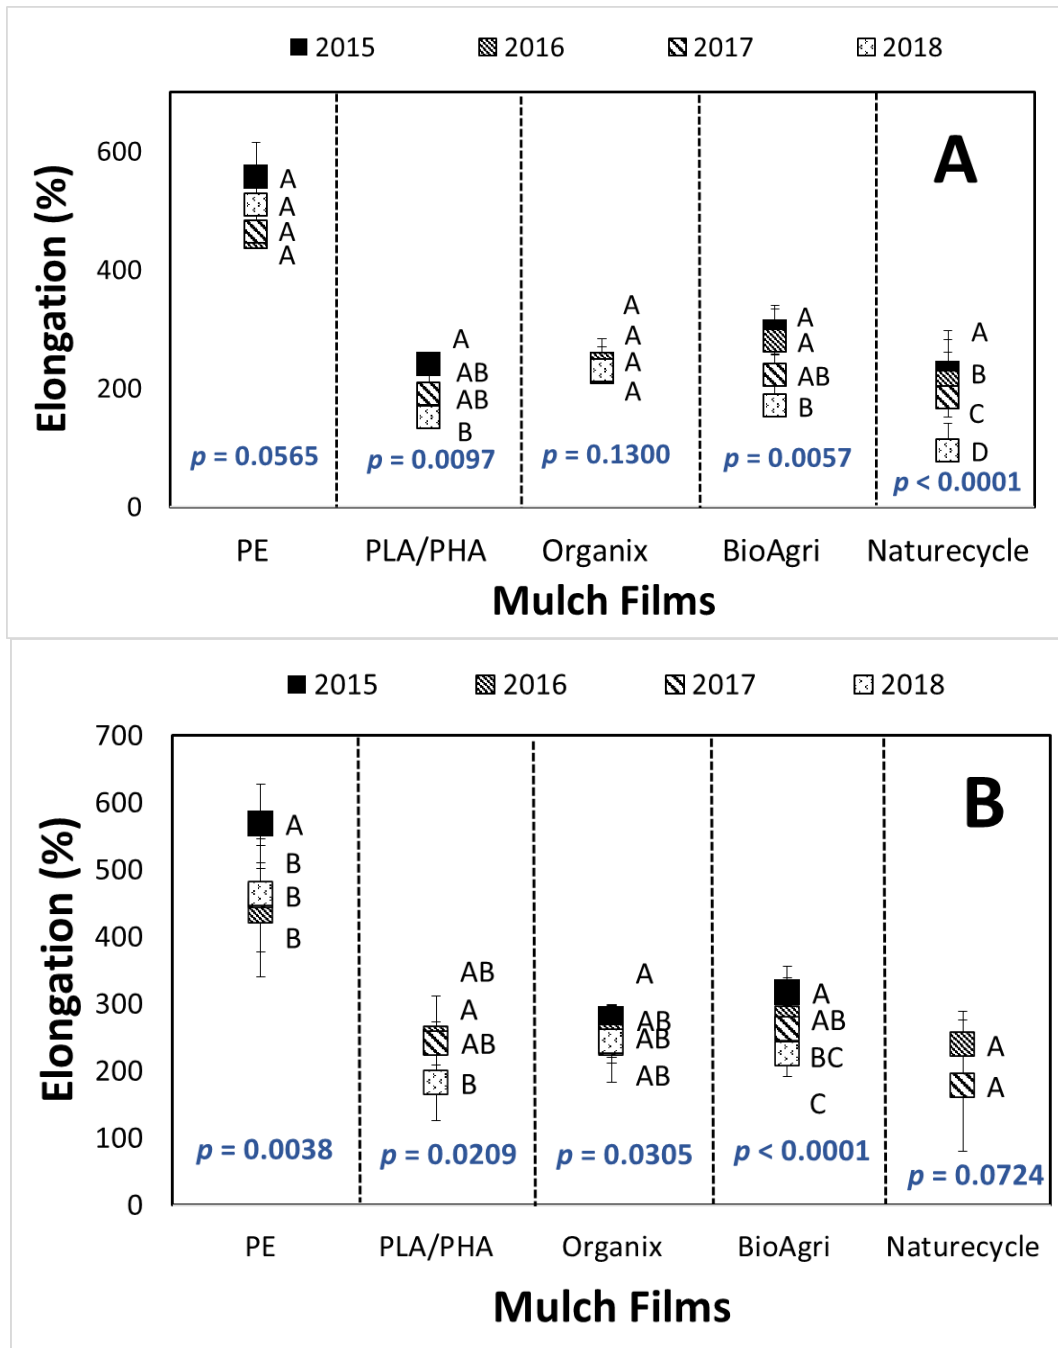 2015 2016 2017 2018
A
Elongation (%)
600
400
200
0
A
A
A
A
p = 0.0565
A
AB
AB
B
p = 0.0097
A
A
A
A
p = 0.1300
A
A
AB
B
p = 0.0057
A
B
C
D
p < 0.0001
PE PLA/PHA Organix BioAgri Naturecycle
Mulch Films
2015 2016 2017 2018
B
Elongation (%)
700
600
500
400
300
200
100
0
A
B
B
B
p = 0.0038
AB
A
AB
B
p = 0.0209
A
AB
AB
AB
p = 0.0305
A
AB
BC
C
p < 0.0001
A
A
p = 0.0724
PE PLA/PHA Organix BioAgri Naturecycle
Mulch Films